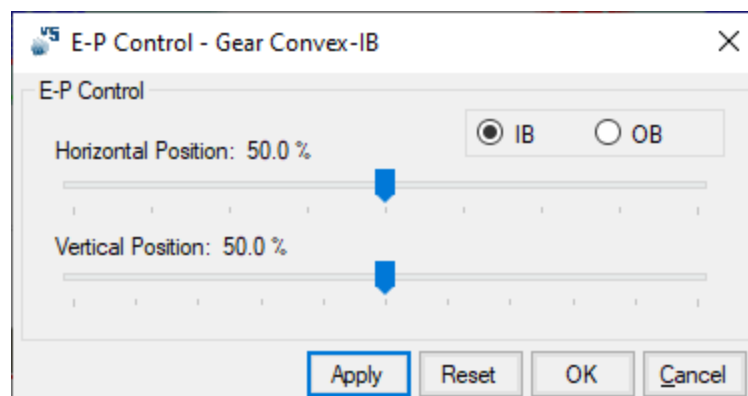 VS
E-P Control - Gear Convex-IB
E-P Control
IB
OB
Horizontal Position: 50.0 %
Vertical Position: 50.0 %
Apply
Reset
OK
Cancel